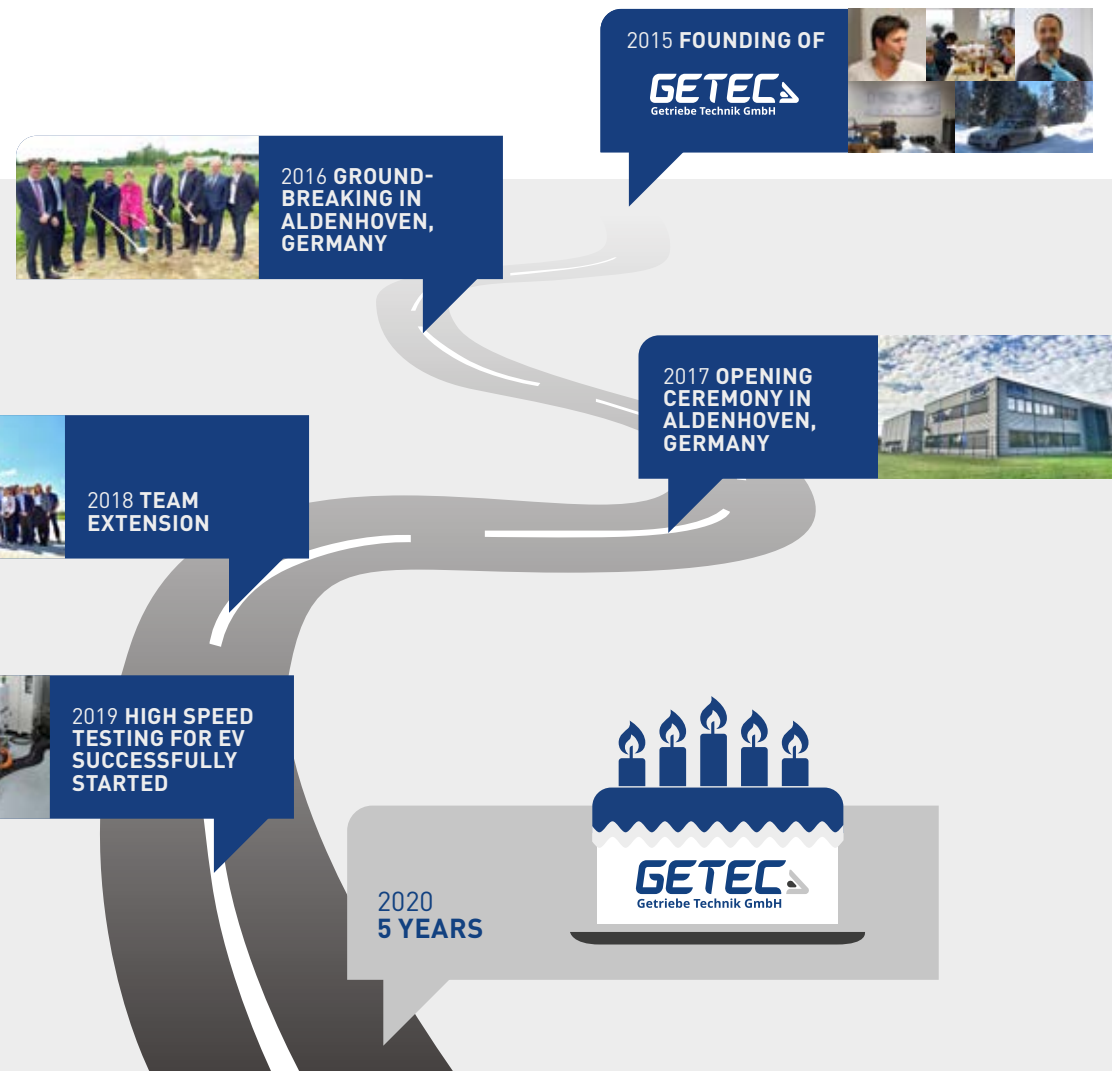 2015 FOUNDING OF
GETEC
Getriebe Technik GmbH
2016 GROUND-
BREAKING IN
ALDENHOVEN,
GERMANY
2017 OPENING
CEREMONY IN
ALDENHOVEN,
GERMANY
2018 TEAM
EXTENSION
2019 HIGH SPEED
TESTING FOR EV
SUCCESSFULLY
STARTED
2020
5 YEARS
GETEC
Getriebe Technik GmbH